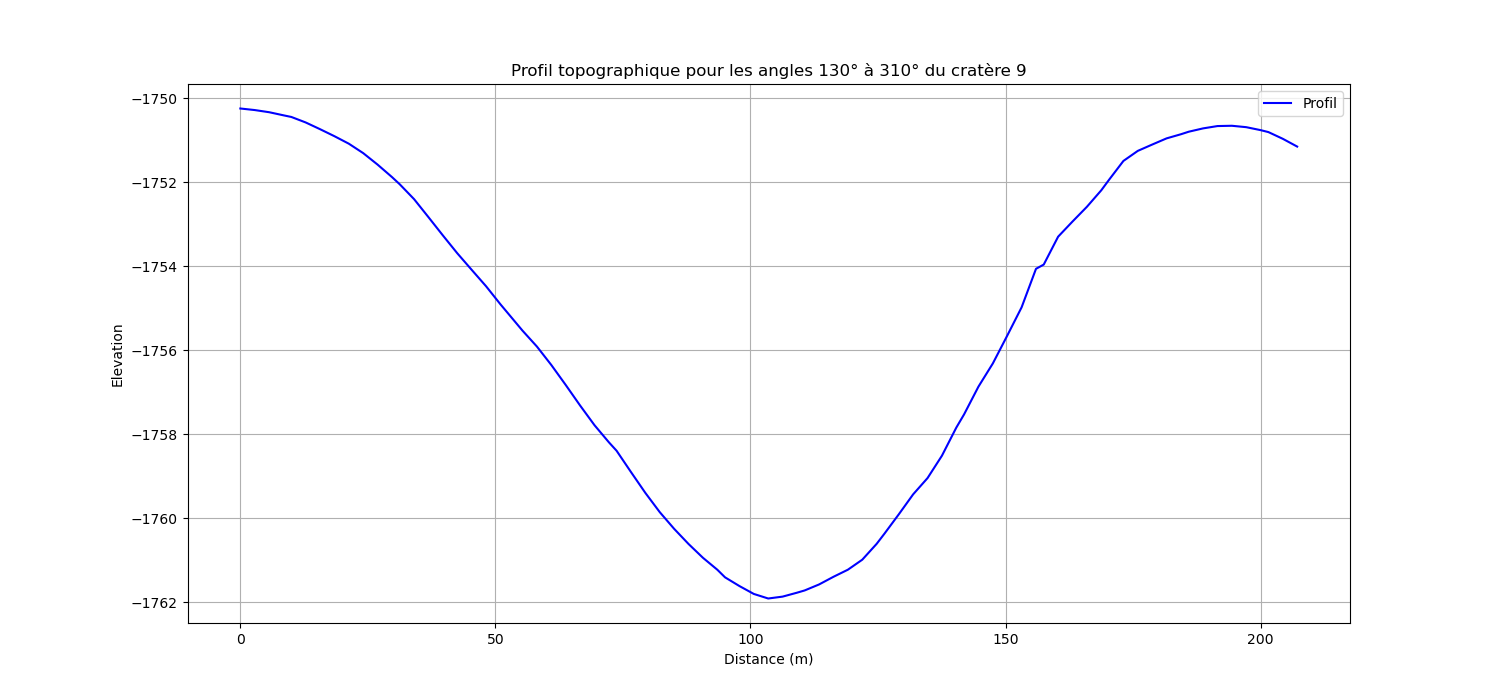 Profil topographique pour les angles 130° à 310° du cratère 9
Profil
−1750
−1752
−1754
−1756
−1758
−1760
−1762
Elevation
0 50 100 150 200
Distance (m)